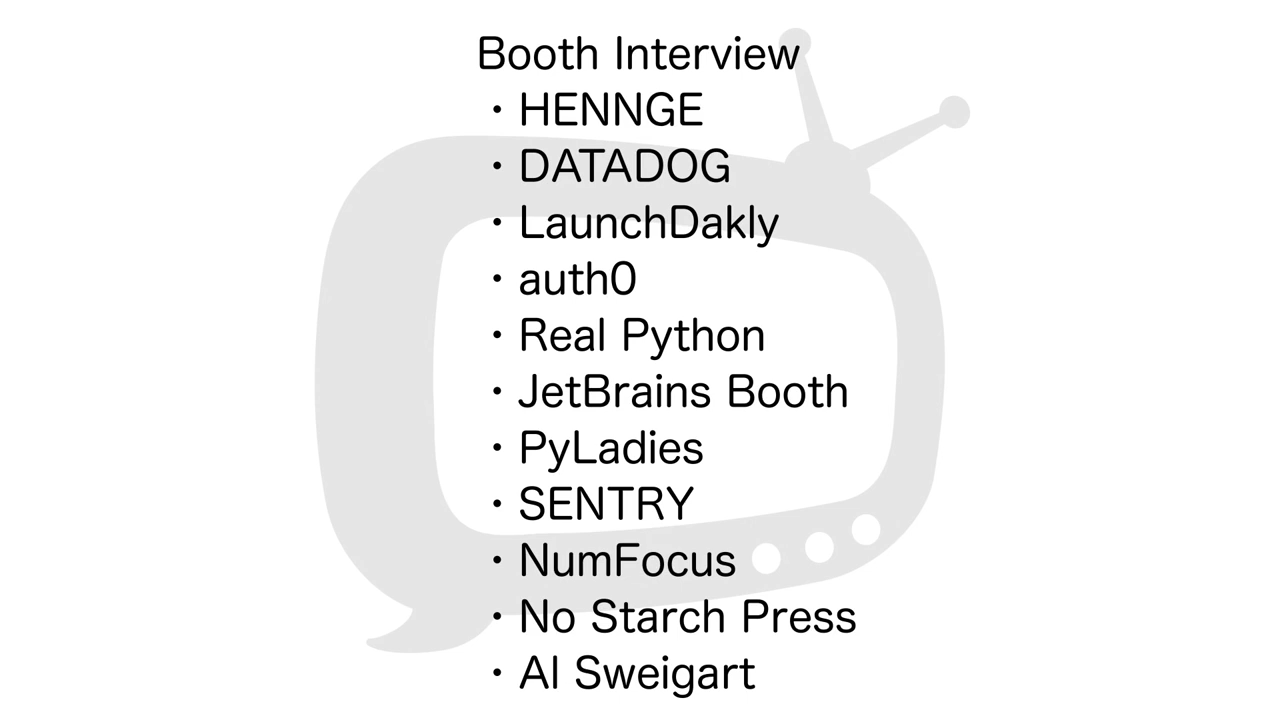 Booth Interview
・HENNGE
・DATADOG
・LaunchDakly
・auth0
・Real Python
・JetBrains Booth
・PyLadies
・SENTRY
・NumFocus
・No Starch Press
・Al Sweigart